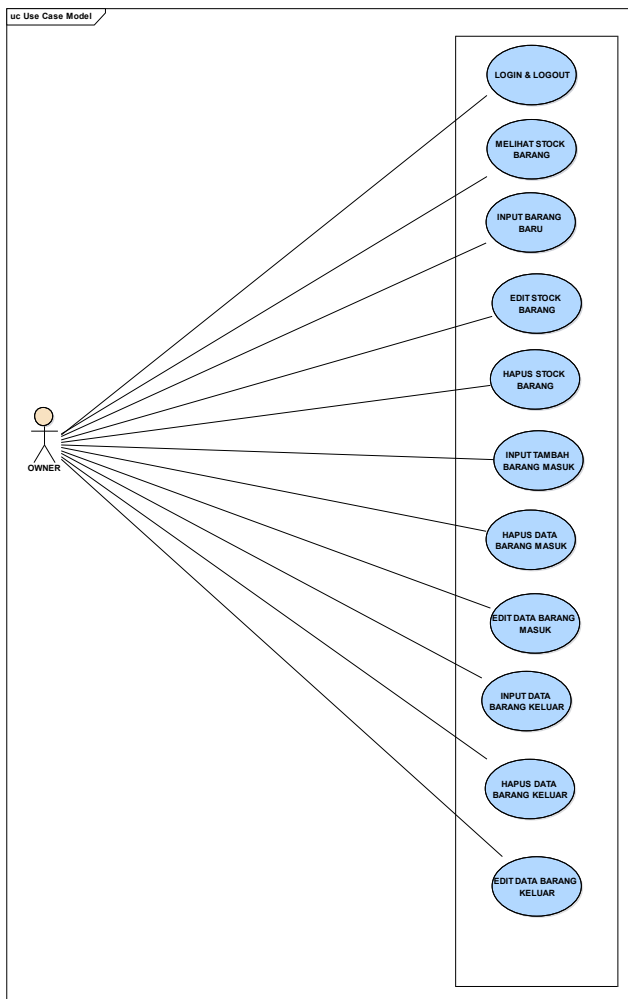 uc Use Case Model
LOGIN & LOGOUT
MELIHAT STOCK
BARANG
INPUT BARANG
BARU
EDIT STOCK
BARANG
HAPUS STOCK
BARANG
OWNER
INPUT TAMBAH
BARANG MASUK
HAPUS DATA
BARANG MASUK
EDIT DATA BARANG
MASUK
INPUT DATA
BARANG KELUAR
HAPUS DATA
BARANG KELUAR
EDIT DATA BARANG
KELUAR